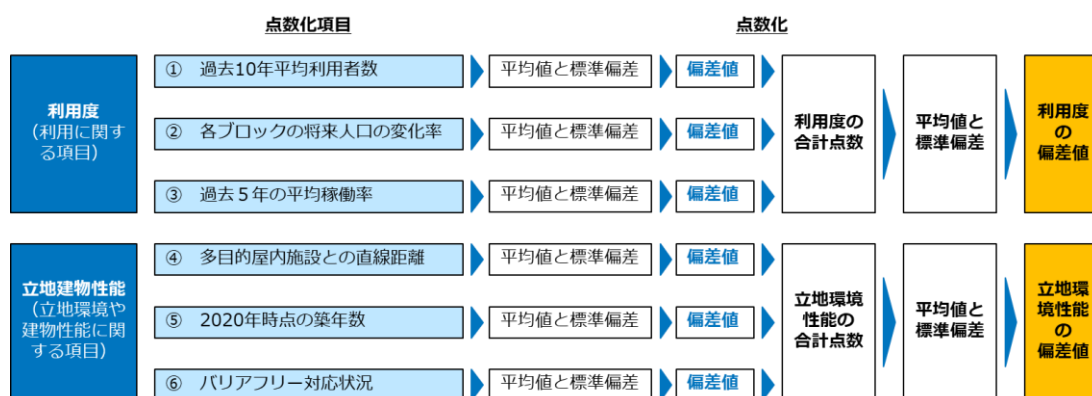 点数化項目
点数化
利用度
（利用に関す
る項目）
① 過去10年平均利用者数
平均値と標準偏差
偏差値
② 各ブロックの将来人口の変化率
平均値と標準偏差
偏差値
③ 過去５年の平均稼働率
平均値と標準偏差
偏差値
利用度の
合計点数
平均値と
標準偏差
利用度
の
偏差値
立地建物性能
（立地環境や
建物性能に関
する項目）
④ 多目的屋内施設との直線距離
平均値と標準偏差
偏差値
⑤ 2020年時点の築年数
平均値と標準偏差
偏差値
⑥ バリアフリー対応状況
平均値と標準偏差
偏差値
立地環境
性能の
合計点数
平均値と
標準偏差
立地環
境性能
の
偏差値